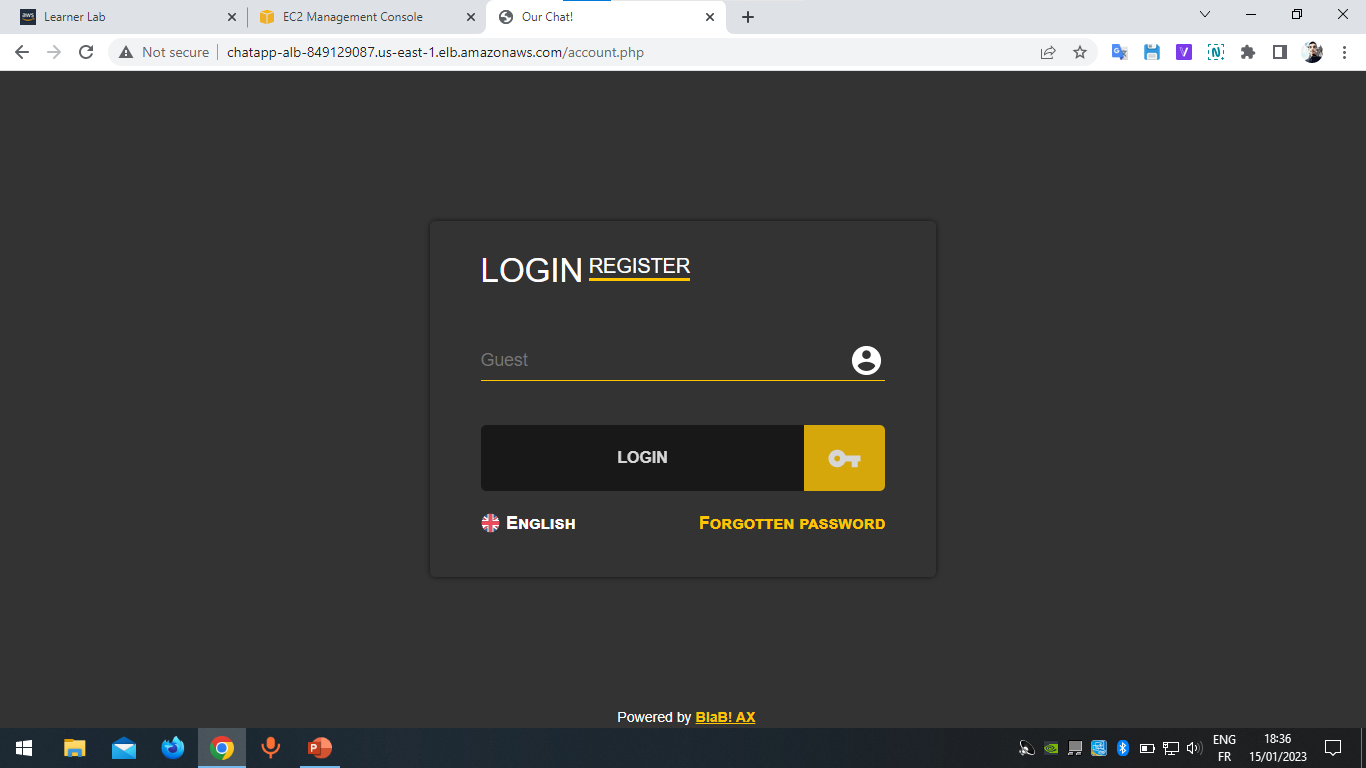 aws Learner Lab
EC2 Management Console
Our Chat!
Not secure
chatapp-alb-849129087.us-east-1.elb.amazonaws.com/account.php
LOGIN REGISTER
Guest
LOGIN
ENGLISH
FORGOTTEN PASSWORD
Powered by BlaB! AX
ENG
FR
18:36
15/01/2023